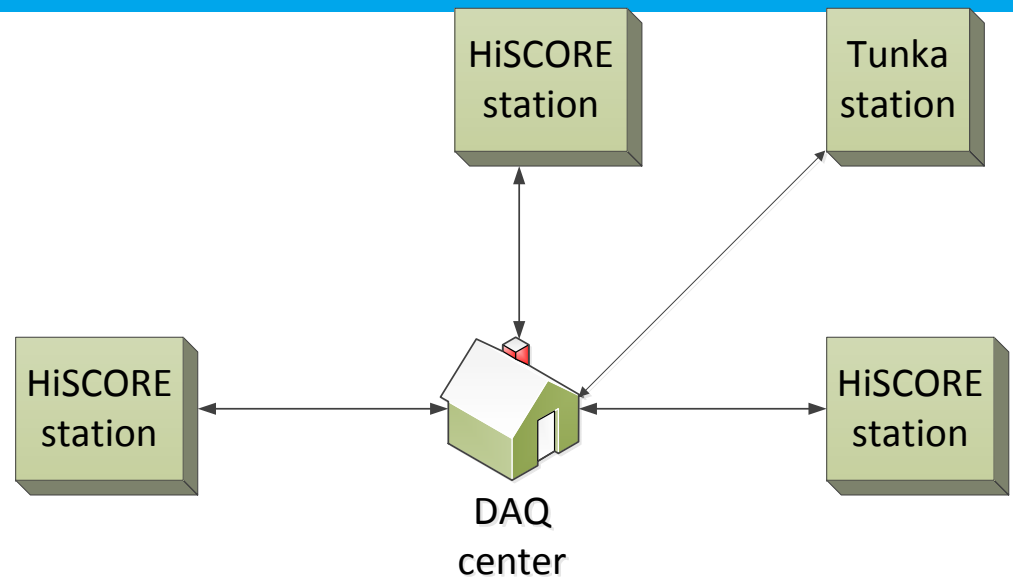 HiSCORE
station
Tunka
station
HiSCORE
station
HiSCORE
station
DAQ
center